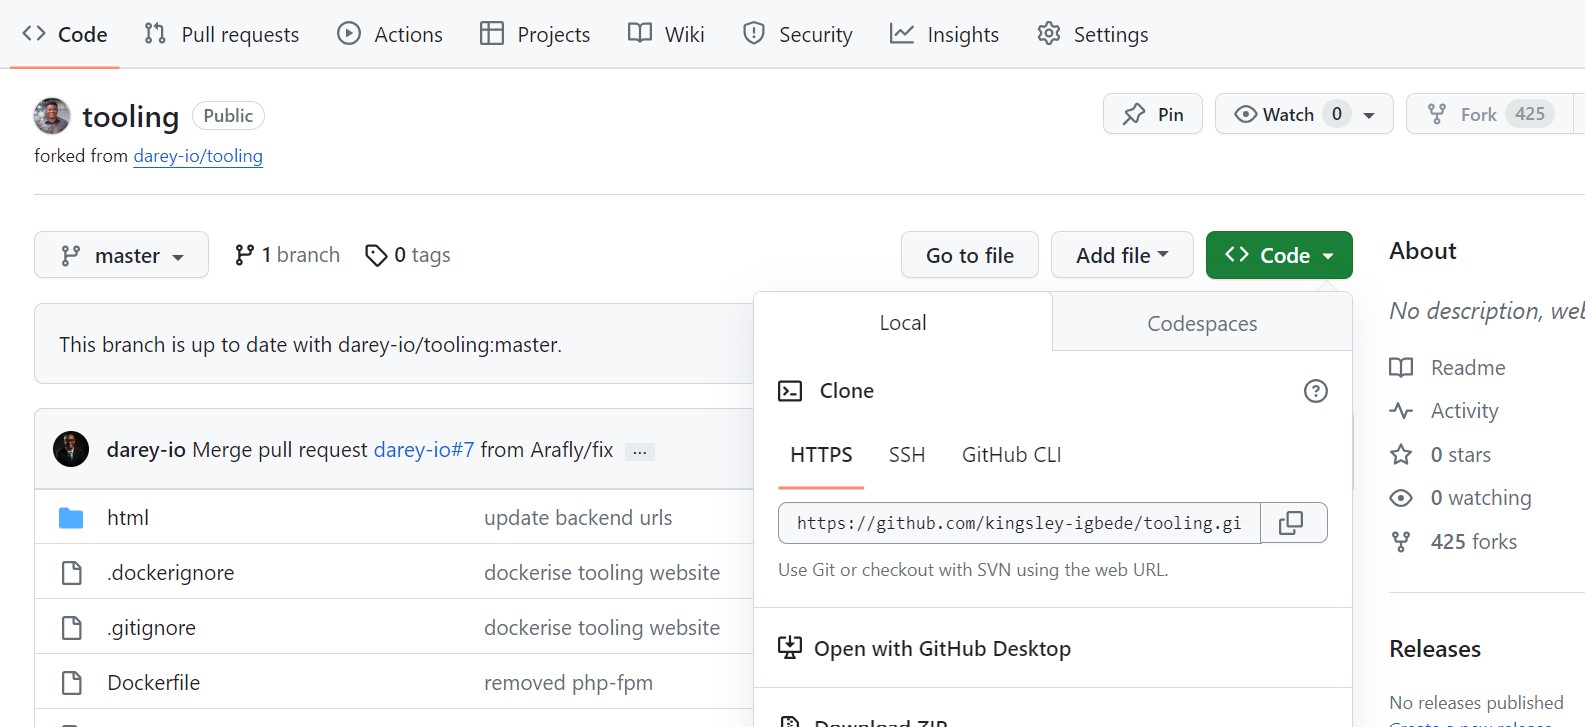 Code Pull requests Actions Projects Wiki Security Insights Settings
tooling Public
Pin Watch 0 Fork 425
forked from darey-io/tooling
master 1 branch 0 tags Go to file Add file Code
About
No description, 
Local Codespaces
This branch is up to date with darey-io/tooling:master.
Readme
Clone
Activity
darey-io Merge pull request darey-io#7 from Arafly/fix ...
HTTPS SSH GitHub CLI
0 stars
0 watching
html update backend urls
https://github.com/kingsley-igbede/tooling.gi
425 forks
.dockerignore dockerise tooling website
Use Git or checkout with SVN using the web URL.
.gitignore dockerise tooling website
Open with GitHub Desktop
Releases
Dockerfile removed php-fpm
No releases published
Download ZIP
Create a new release